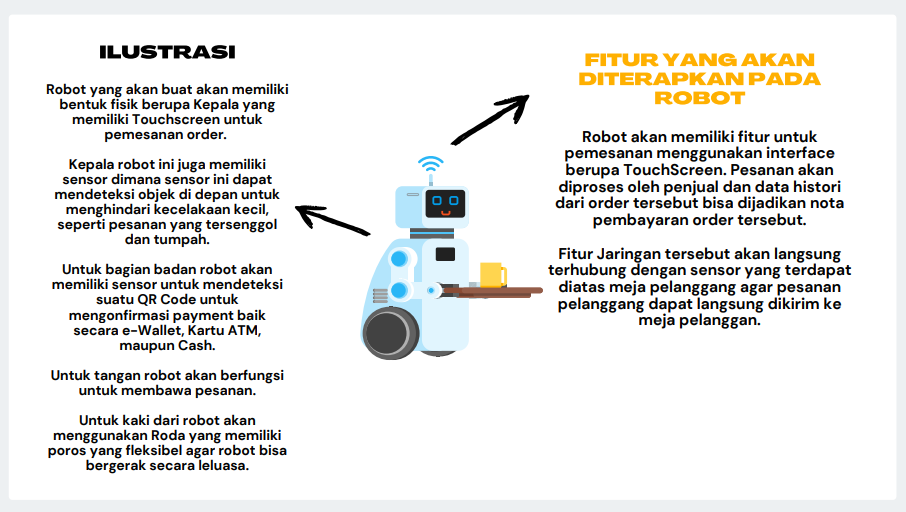 ILUSTRASI
Robot yang akan buat akan memiliki
bentuk fisik berupa Kepala yang
memiliki Touchscreen untuk
pemesanan order.
Kepala robot ini juga memiliki
sensor dimana sensor ini dapat
mendeteksi objek di depan untuk
menghindari kecelakaan kecil,
seperti pesanan yang tersenggol
dan tumpah.
Untuk bagian badan robot akan
memiliki sensor untuk mendeteksi
suatu QR Code untuk
mengonfirmasi payment baik
secara e-Wallet, Kartu ATM,
maupun Cash.
Untuk tangan robot akan berfungsi
untuk membawa pesanan.
Untuk kaki dari robot akan
menggunakan Roda yang memiliki
poros yang fleksibel agar robot bisa
bergerak secara leluasa.
FITUR YANG AKAN
DITERAPKAN PADA
ROBOT
Robot akan memiliki fitur untuk
pemesanan menggunakan interface
berupa TouchScreen. Pesanan akan
diproses oleh penjual dan data histori
dari order tersebut bisa dijadikan nota
pembayaran order tersebut.
Fitur Jaringan tersebut akan langsung
terhubung dengan sensor yang terdapat
diatas meja pelanggang agar pesanan
pelanggang dapat langsung dikirim ke
meja pelanggan.